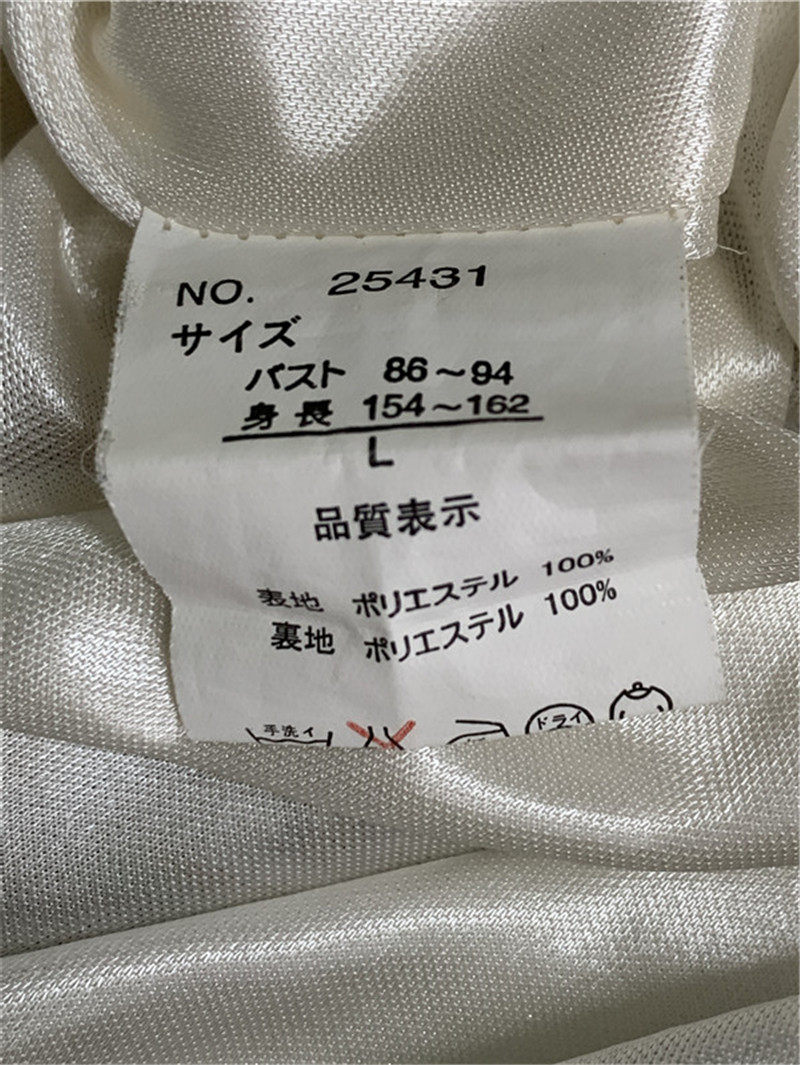 NO. 25431
サイズ
バスト 86～94
身長 154～162
L
品質表示
表地 ポリエステル 100%
裏地 ポリエステル 100%
手洗イ ドライ